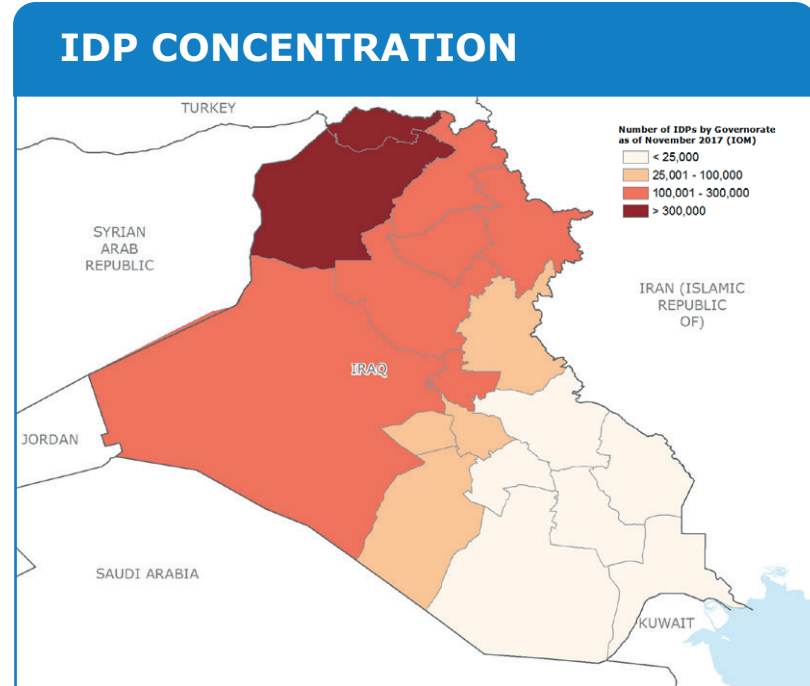 IDP CONCENTRATION
TURKEY
Number of IDPs by Governorate
as of November 2017 (IOM)
< 25,000
25,001 - 100,000
100,001 - 300,000
> 300,000
SYRIAN
ARAB
REPUBLIC
IRAN (ISLAMIC
REPUBLIC
OF)
IRAQ
JORDAN
SAUDI ARABIA
KUWAIT